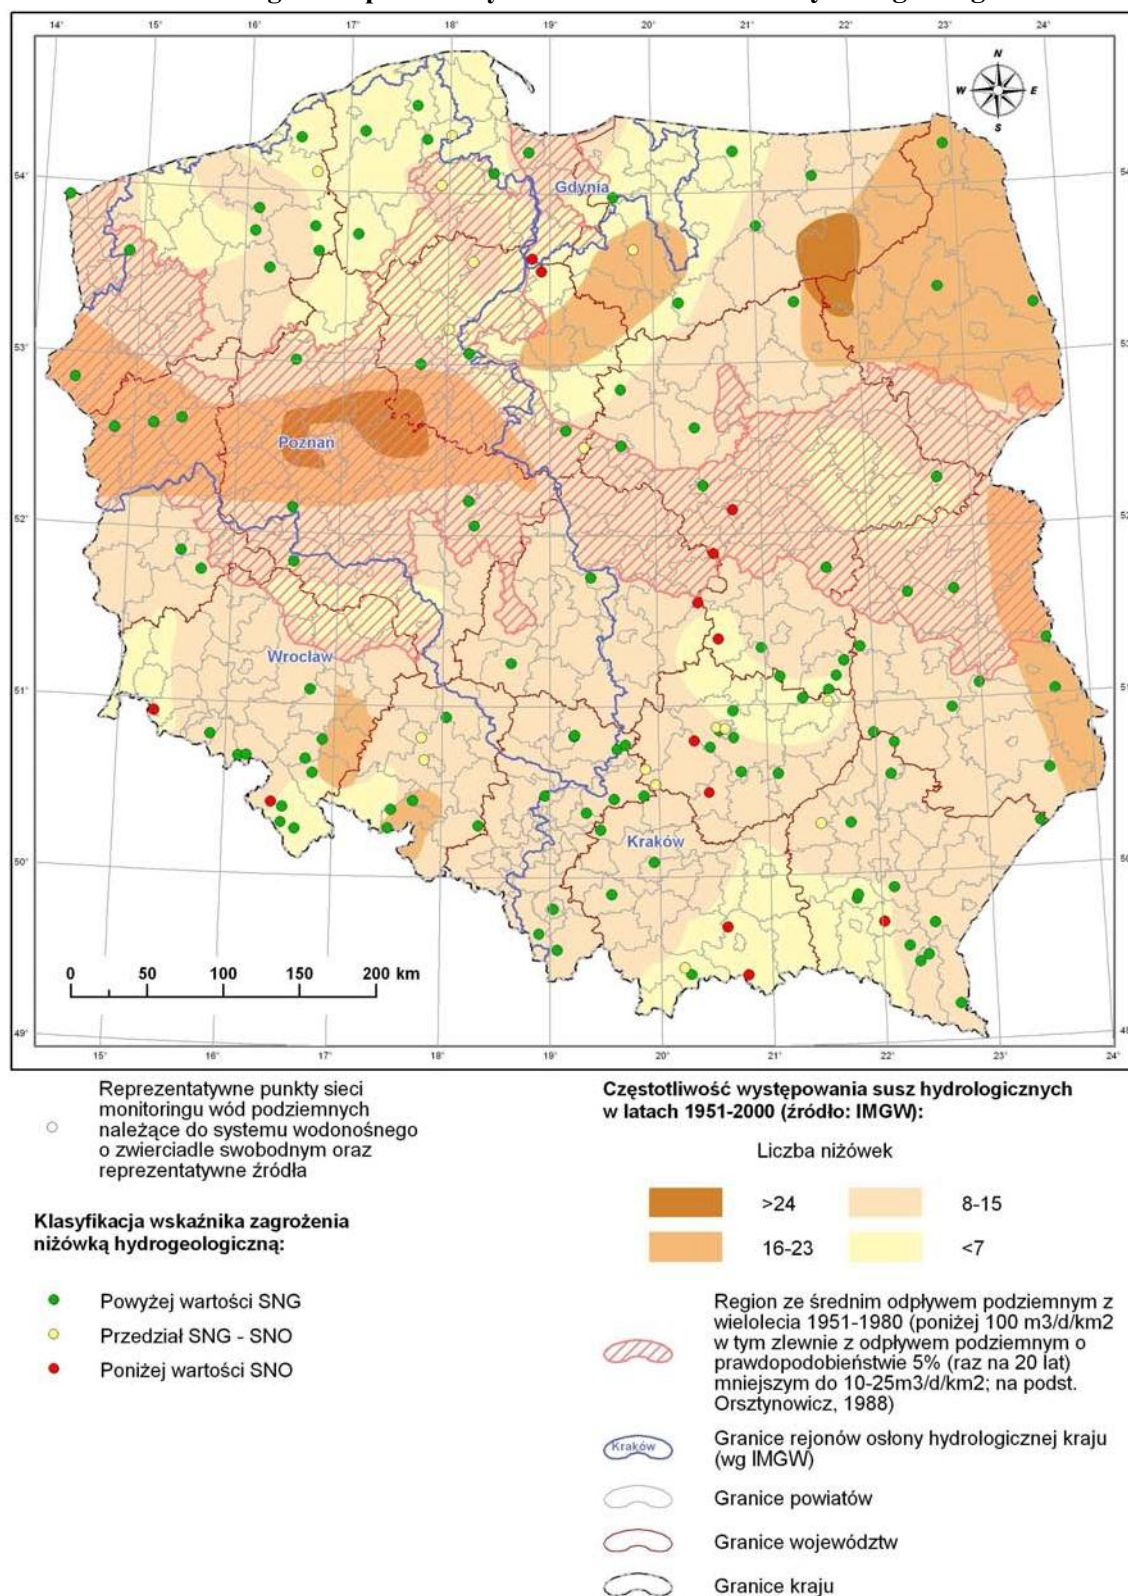 14° 15° 16° 17° 18° 19° 20° 21° 22° 23° 24°
N
W E
S
54°
Gdynia
53°
Poznań
52°
Wrocław
51°
Kraków
50°
0 50 100 150 200 km
49°
15° 16° 17° 18° 19° 20° 21° 22° 23° 24°
Reprezentatywne punkty sieci
monitoringu wód podziemnych
należące do systemu wodonośnego
o zwierciadle swobodnym oraz
reprezentatywne źródła
Klasyfikacja wskaźnika zagrożenia
niżówką hydrogeologiczną:
Powyżej wartości SNG
Przedział SNG - SNO
Poniżej wartości SNO
Częstotliwość występowania susz hydrologicznych
w latach 1951-2000 (źródło: IMGW):
Liczba niżówek
>24 8-15
16-23 <7
Region ze średnim odpływem podziemnym z
wielolecia 1951-1980 (poniżej 100 m3/d/km2
w tym zlewnie z odpływem podziemnym o
prawdopodobieństwie 5% (raz na 20 lat)
mniejszym do 10-25m3/d/km2; na podst.
Orsztynowicz, 1988)
Kraków
Granice rejonów osłony hydrologicznej kraju
(wg IMGW)
Granice powiatów
Granice województw
Granice kraju